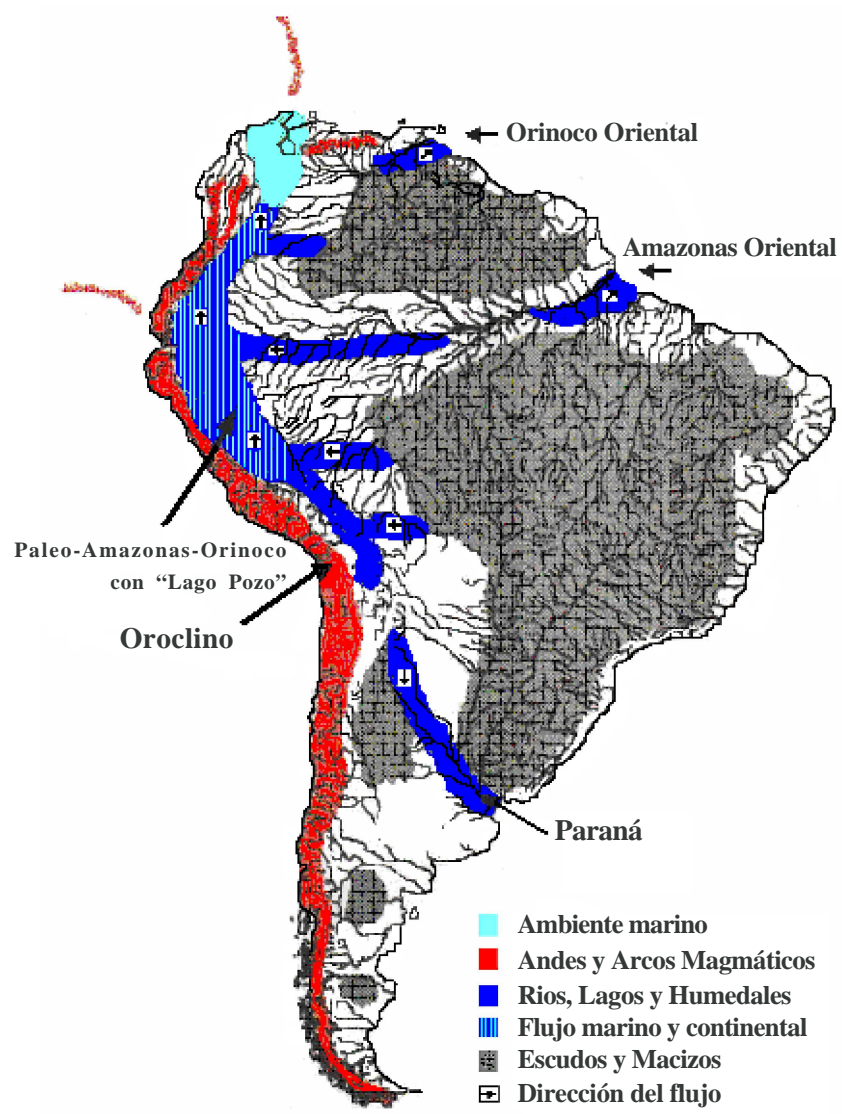 Orinoco Oriental
Amazonas Oriental
Paleo-Amazonas-Orinoco
con “Lago Pozo”
Oroclino
Paraná
Ambiente marino
Andes y Arcos Magmáticos
Rios, Lagos y Humedales
Flujo marino y continental
Escudos y Macizos
Dirección del flujo